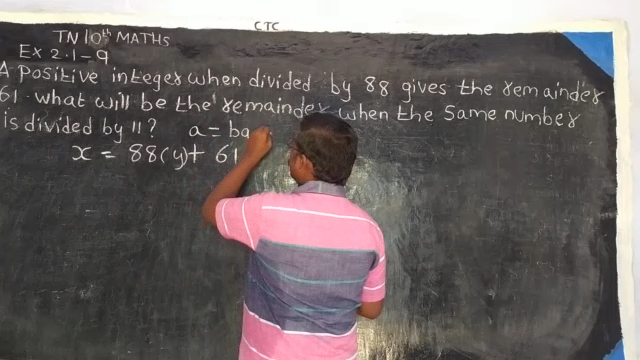 CTC
TN 10th MATHS
Ex 2.1-9
A Positive integer when divided by 88 gives the remainder
61. what will be the remainder when the same number
is divided by 11? a = bq
x = 88(y)+ 61